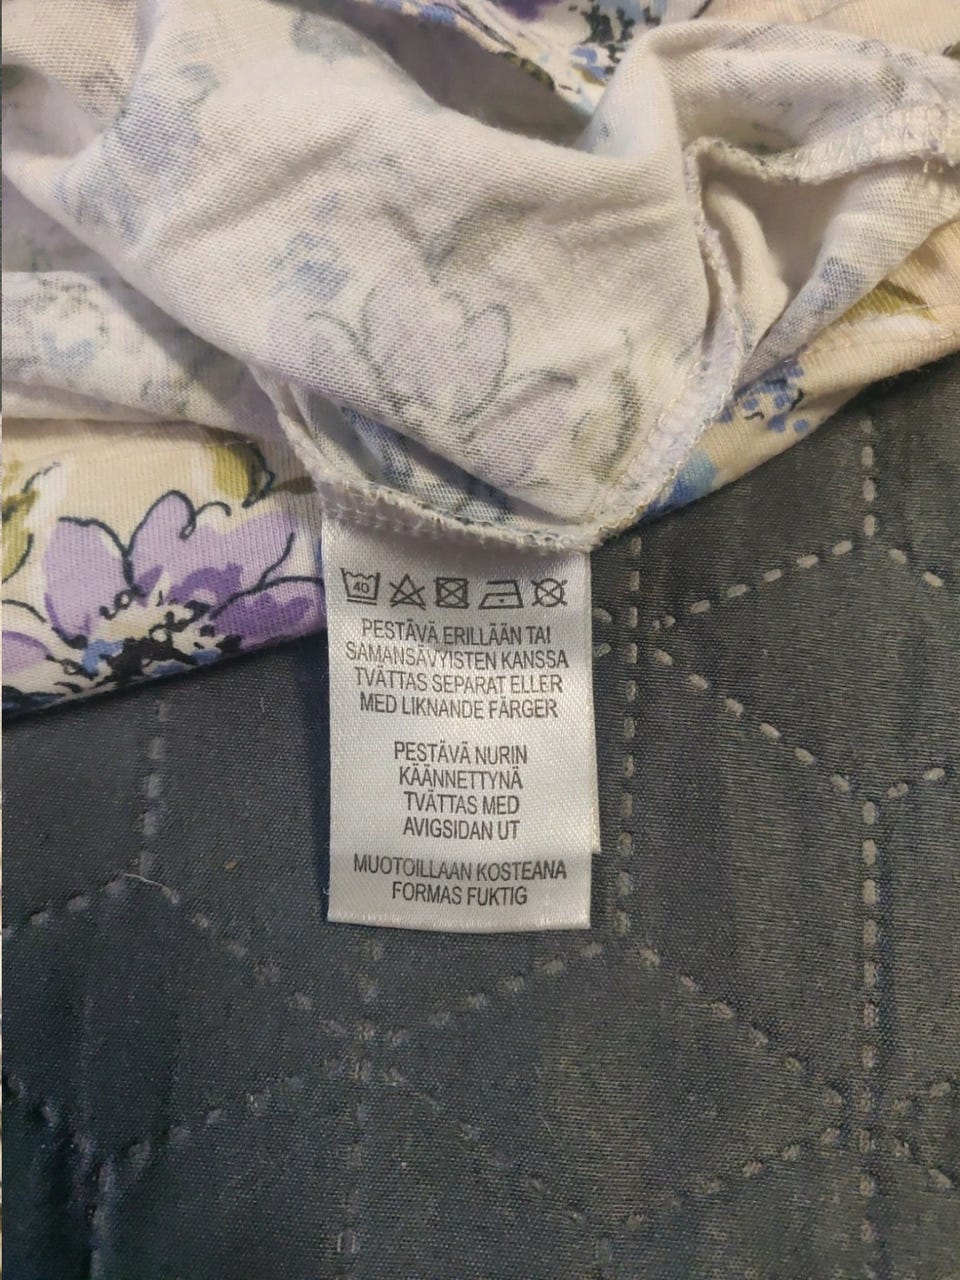 40
PESTÄVÄ ERILLÄÄN TAI
SAMANSÄVYISTEN KANSSA
TVÄTTAS SEPARAT ELLER
MED LIKNANDE FÄRGER
PESTÄVÄ NURIN
KÄÄNNETTYNÄ
TVÄTTAS MED
AVIGSIDAN UT
MUOTOILLAAN KOSTEANA
FORMAS FUKTIG